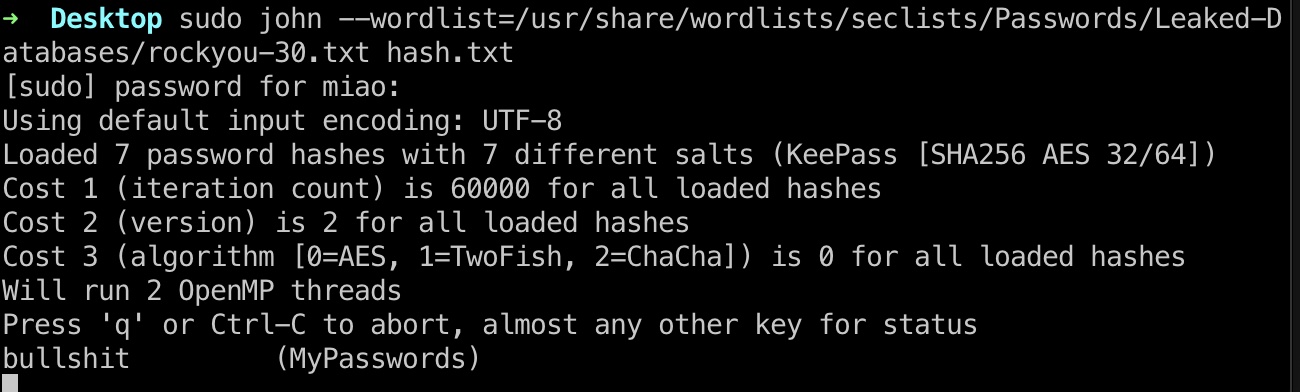 → Desktop sudo john --wordlist=/usr/share/wordlists/seclists/Passwords/Leaked-D
atabases/rockyou-30.txt hash.txt
[sudo] password for miao:
Using default input encoding: UTF-8
Loaded 7 password hashes with 7 different salts (KeePass [SHA256 AES 32/64])
Cost 1 (iteration count) is 60000 for all loaded hashes
Cost 2 (version) is 2 for all loaded hashes
Cost 3 (algorithm [0=AES, 1=TwoFish, 2=ChaCha]) is 0 for all loaded hashes
Will run 2 OpenMP threads
Press 'q' or Ctrl-C to abort, almost any other key for status
bullshit         (MyPasswords)